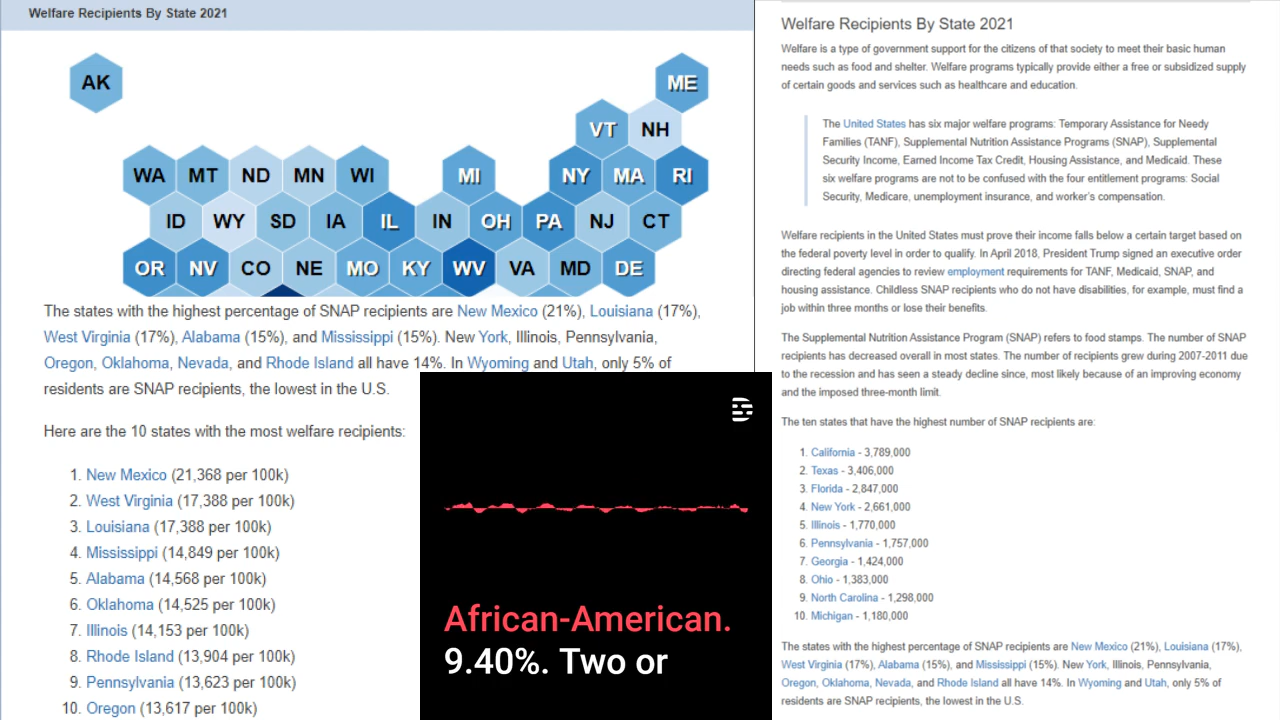 Welfare Recipients By State 2021
AK
ME
VT NH
WA MT ND MN WI MI NY MA RI
ID WY SD IA IL IN OH PA NJ CT
OR NV CO NE MO KY WV VA MD DE
The states with the highest percentage of SNAP recipients are New Mexico (21%), Louisiana (17%),
West Virginia (17%), Alabama (15%), and Mississippi (15%). New York, Illinois, Pennsylvania,
Oregon, Oklahoma, Nevada, and Rhode Island all have 14%. In Wyoming and Utah, only 5% of
residents are SNAP recipients, the lowest in the U.S.
Here are the 10 states with the most welfare recipients:
1. New Mexico (21,368 per 100k)
2. West Virginia (17,388 per 100k)
3. Louisiana (17,388 per 100k)
4. Mississippi (14,849 per 100k)
5. Alabama (14,568 per 100k)
6. Oklahoma (14,525 per 100k)
7. Illinois (14,153 per 100k)
8. Rhode Island (13,904 per 100k)
9. Pennsylvania (13,623 per 100k)
10. Oregon (13,617 per 100k)
African-American.
9.40%. Two or
Welfare Recipients By State 2021
Welfare is a type of government support for the citizens of that society to meet their basic human
needs such as food and shelter. Welfare programs typically provide either a free or subsidized supply
of certain goods and services such as healthcare and education.
The United States has six major welfare programs: Temporary Assistance for Needy
Families (TANF), Supplemental Nutrition Assistance Programs (SNAP), Supplemental
Security Income, Earned Income Tax Credit, Housing Assistance, and Medicaid. These
six welfare programs are not to be confused with the four entitlement programs: Social
Security, Medicare, unemployment insurance, and worker's compensation.
Welfare recipients in the United States must prove their income falls below a certain target based on
the federal poverty level in order to qualify. In April 2018, President Trump signed an executive order
directing federal agencies to review employment requirements for TANF, Medicaid, SNAP, and
housing assistance. Childless SNAP recipients who do not have disabilities, for example, must find a
job within three months or lose their benefits.
The Supplemental Nutrition Assistance Program (SNAP) refers to food stamps. The number of SNAP
recipients has decreased overall in most states. The number of recipients grew during 2007-2011 due
to the recession and has seen a steady decline since, most likely because of an improving economy
and the imposed three-month limit.
The ten states that have the highest number of SNAP recipients are:
1. California - 3,789,000
2. Texas - 3,406,000
3. Florida - 2,847,000
4. New York - 2,661,000
5. Illinois - 1,770,000
6. Pennsylvania - 1,757,000
7. Georgia - 1,424,000
8. Ohio - 1,383,000
9. North Carolina - 1,298,000
10. Michigan - 1,180,000
The states with the highest percentage of SNAP recipients are New Mexico (21%), Louisiana (17%),
West Virginia (17%), Alabama (15%), and Mississippi (15%). New York, Illinois, Pennsylvania,
Oregon, Oklahoma, Nevada, and Rhode Island all have 14%. In Wyoming and Utah, only 5% of
residents are SNAP recipients, the lowest in the U.S.